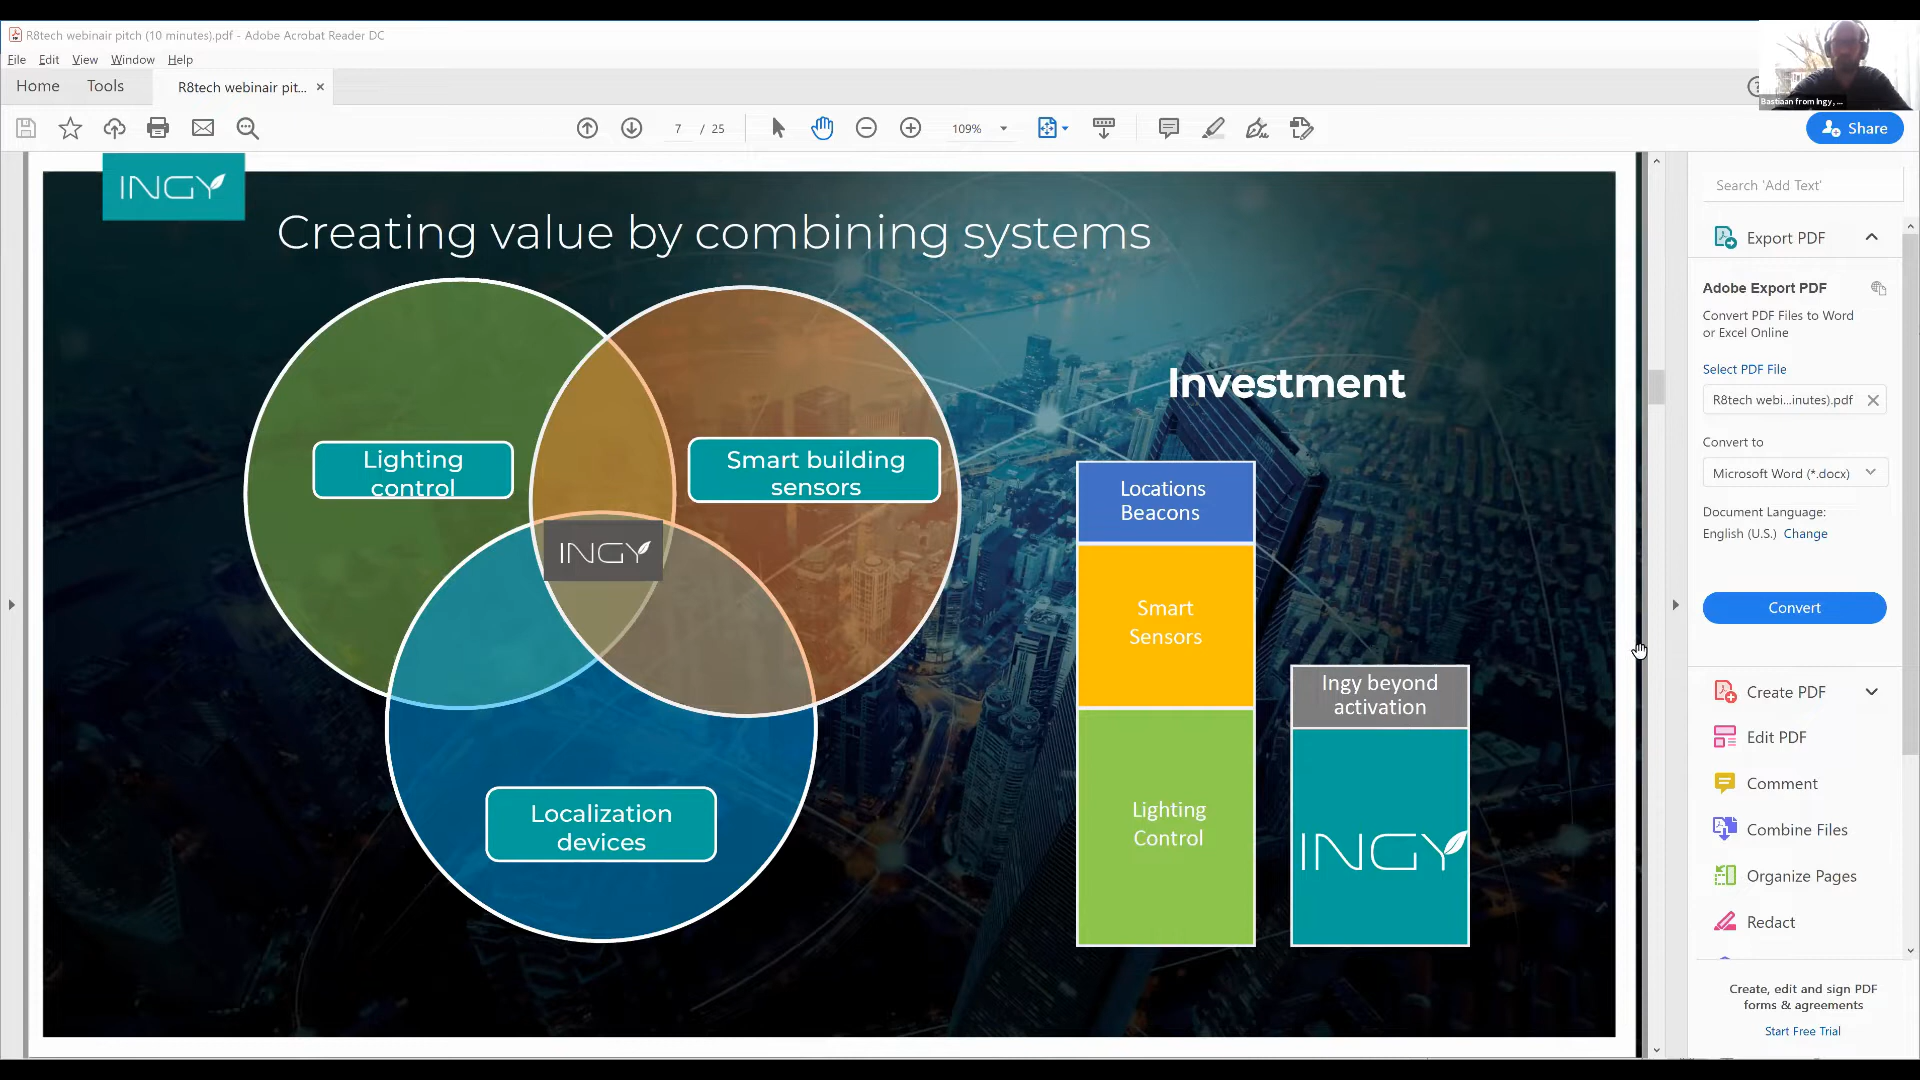 R8tech webinair pitch (10 minutes).pdf - Adobe Acrobat Reader DC
File Edit View Window Help
Home Tools R8tech webinair pit... ×
7 / 25 109%
Share
Bastiaan from Ingy, ...
INGY
Creating value by combining systems
Lighting
control
Smart building
sensors
INGY
Localization
devices
Investment
Locations
Beacons
Smart
Sensors
Lighting
Control
Ingy beyond
activation
INGY
Search 'Add Text'
Export PDF
Adobe Export PDF
Convert PDF Files to Word
or Excel Online
Select PDF File
R8tech webi...inutes).pdf
Convert to
Microsoft Word (*.docx)
Document Language:
English (U.S.) Change
Convert
Create PDF
Edit PDF
Comment
Combine Files
Organize Pages
Redact
Create, edit and sign PDF
forms & agreements
Start Free Trial